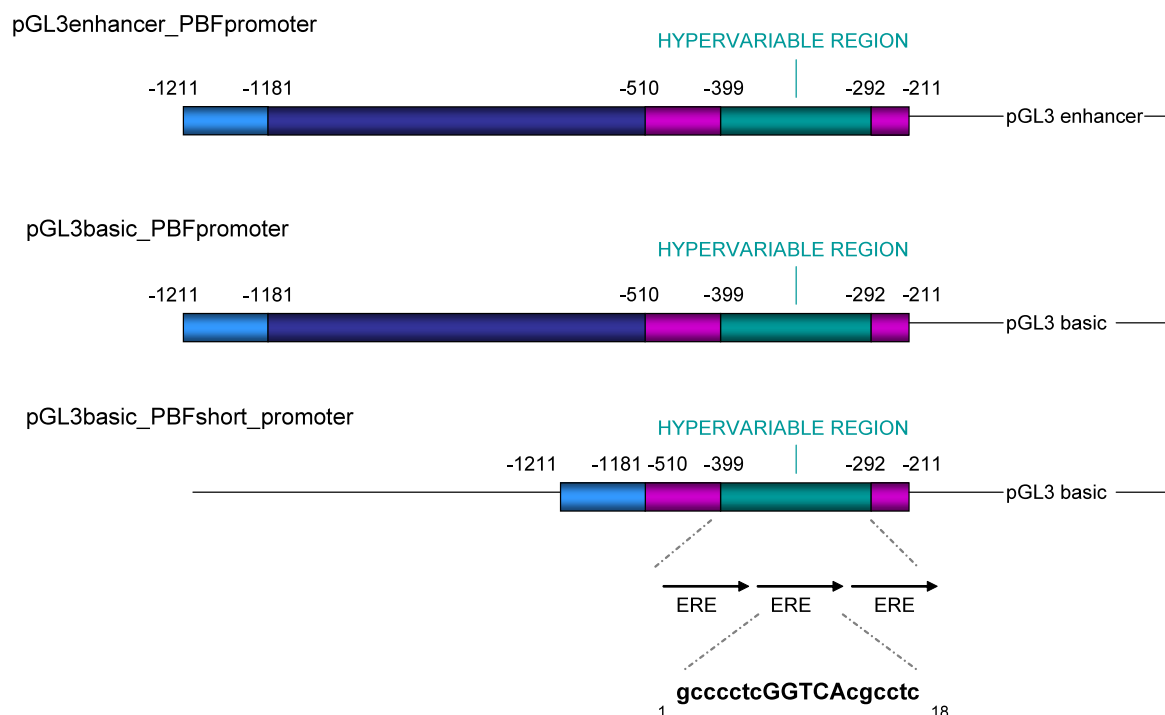 pGL3enhancer_PBFpromoter
HYPERVARIABLE REGION
-1211 -1181 -510 -399 -292 -211
pGL3 enhancer
pGL3basic_PBFpromoter
HYPERVARIABLE REGION
-1211 -1181 -510 -399 -292 -211
pGL3 basic
pGL3basic_PBFshort_promoter
HYPERVARIABLE REGION
-1211 -1181 -510 -399 -292 -211
pGL3 basic
ERE ERE ERE
gcccctcGGTCAcgcctc
1 18